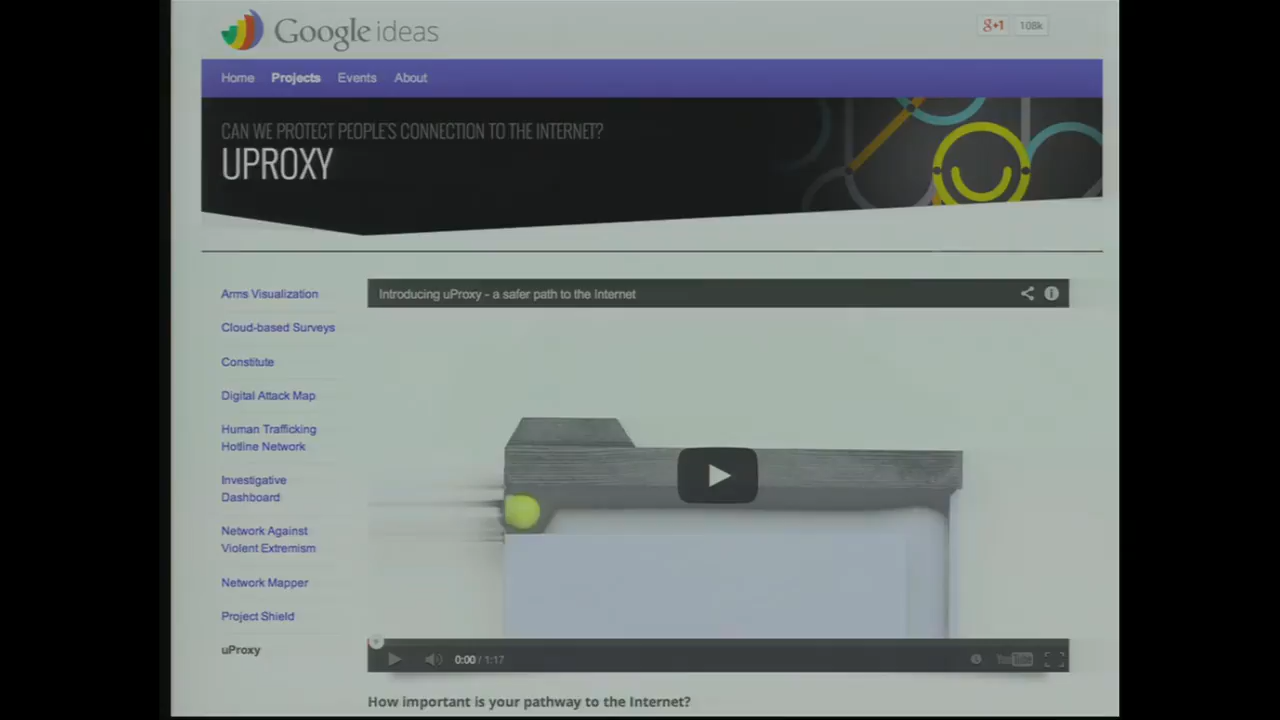 Google ideas
g+1 108k
Home Projects Events About
CAN WE PROTECT PEOPLE'S CONNECTION TO THE INTERNET?
UPROXY
Introducing uProxy - a safer path to the Internet
Arms Visualization
Cloud-based Surveys
Constitute
Digital Attack Map
Human Trafficking
Hotline Network
Investigative
Dashboard
Network Against
Violent Extremism
Network Mapper
Project Shield
uProxy
0:00 / 1:17
YouTube
How important is your pathway to the Internet?